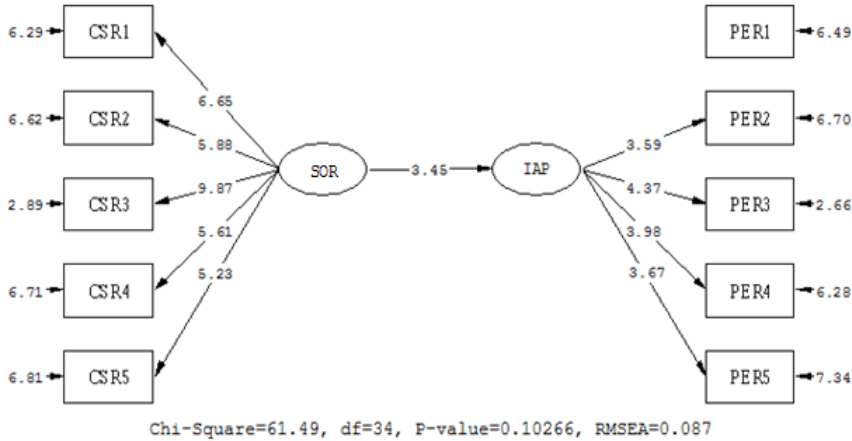 6.29 CSR1 PER1 6.49
6.65
6.62 CSR2 PER2 6.70
5.88 3.59
SOR 3.45 IAP
2.89 CSR3 9.87 4.37 PER3 2.66
5.61 3.98
5.23 3.67
6.71 CSR4 PER4 6.28
6.81 CSR5 PER5 7.34
Chi-Square=61.49, df=34, P-value=0.10266, RMSEA=0.087